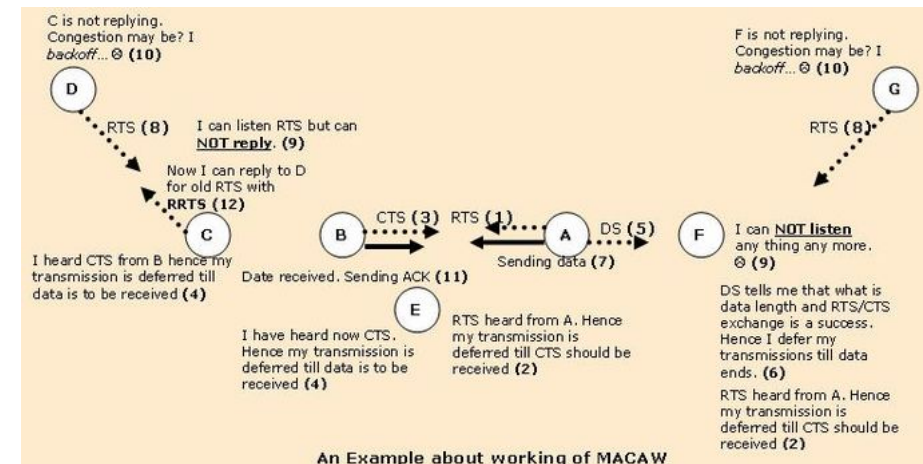 C is not replying.
Congestion may be? I
backoff... ☹ (10)
F is not replying.
Congestion may be? I
backoff... ☹ (10)
D
G
RTS (8)
I can listen RTS but can
NOT reply. (9)
RTS (8)
Now I can reply to D
for old RTS with
RRTS (12)
C
B
CTS (3)
RTS (1)
A
DS (5)
F
I can NOT listen
any thing any more.
☹ (9)
I heard CTS from B hence my
transmission is deferred till
data is to be received (4)
Sending data (7)
Date received. Sending ACK (11)
E
I have heard now CTS.
Hence my transmission is
deferred till data is to be
received (4)
RTS heard from A. Hence
my transmission is
deferred till CTS should be
received (2)
DS tells me that what is
data length and RTS/CTS
exchange is a success.
Hence I defer my
transmissions till data
ends. (6)
RTS heard from A. Hence
my transmission is
deferred till CTS should be
received (2)
An Example about working of MACAW